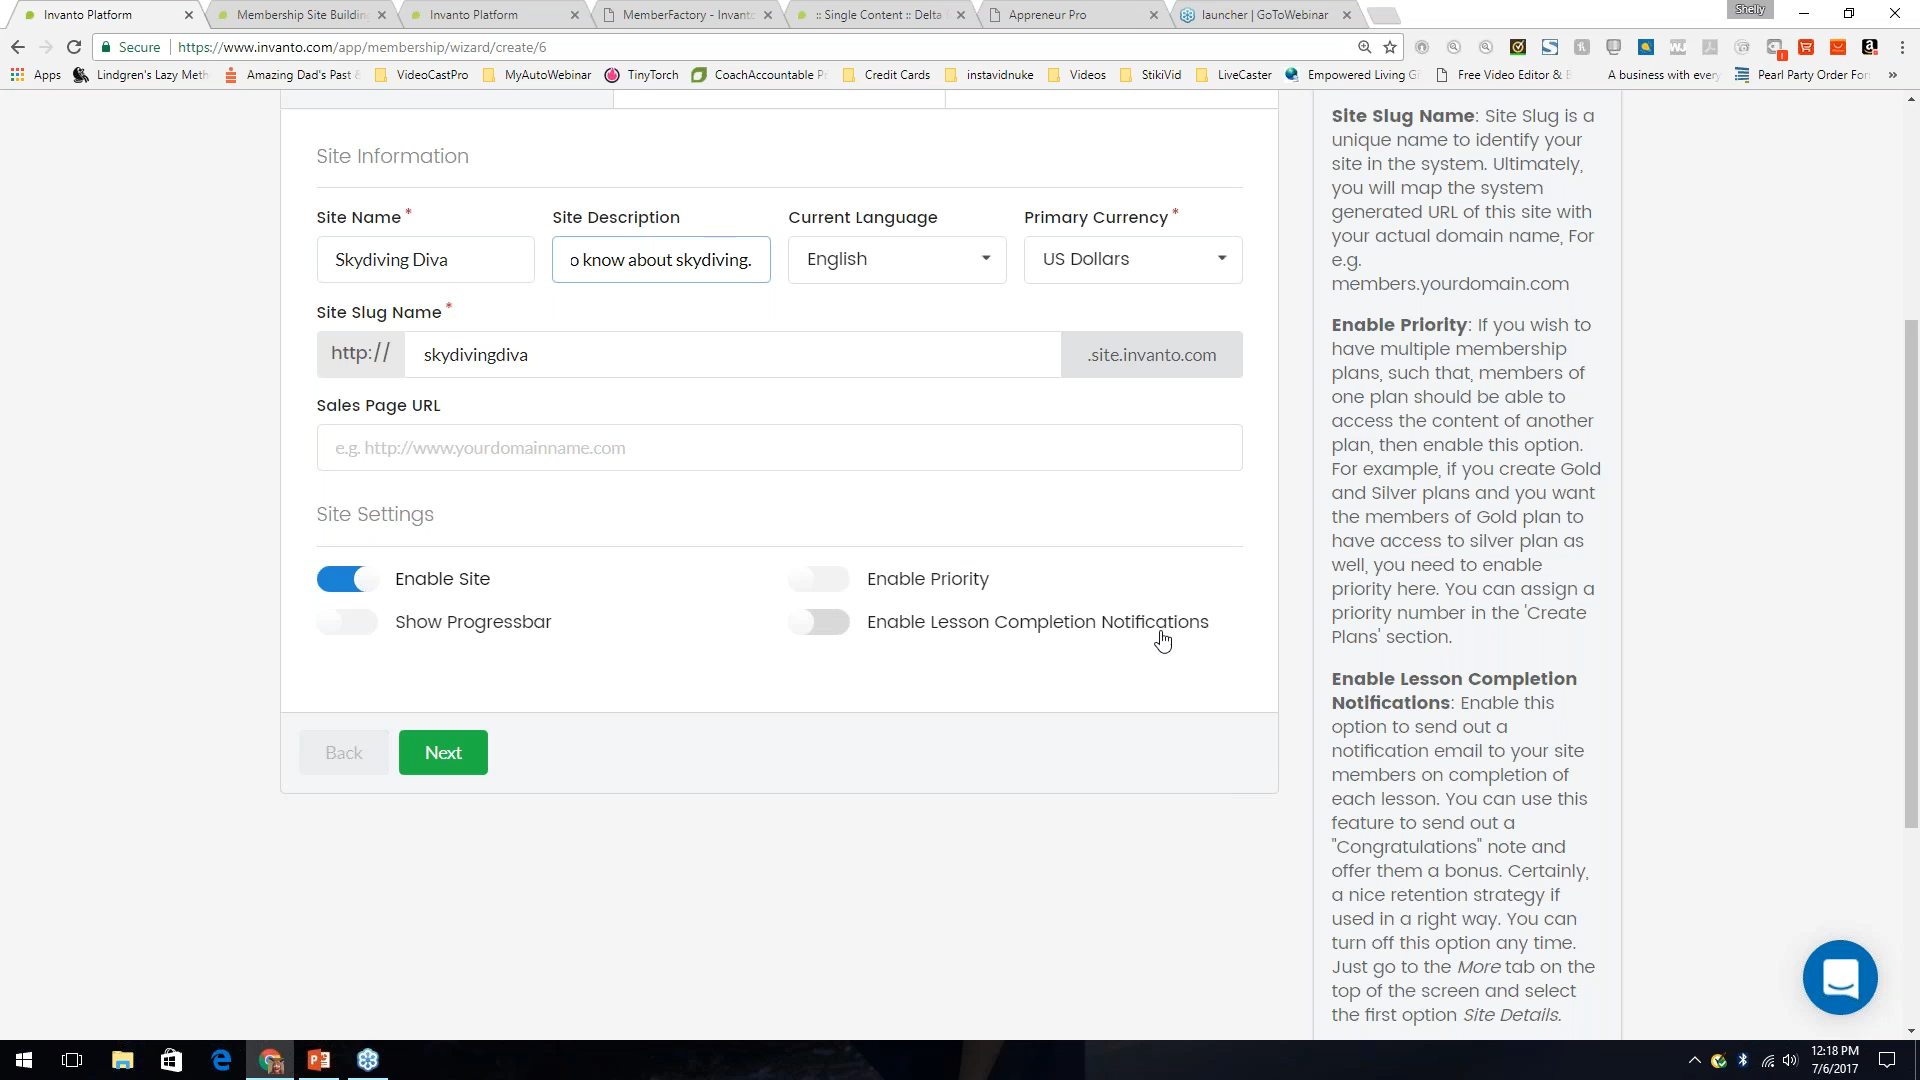 Invanto Platform
Membership Site Buildin
Invanto Platform
MemberFactory - Invant
:: Single Content :: Delta
Appreneur Pro
launcher | GoToWebinar
Shelly
Secure | https://www.invanto.com/app/membership/wizard/create/6
Apps
Lindgren's Lazy Meth
Amazing Dad's Past
VideoCastPro
MyAutoWebinar
TinyTorch
CoachAccountable P
Credit Cards
instavidnuke
Videos
StikiVid
LiveCaster
Empowered Living G
Free Video Editor &
A business with every
Pearl Party Order For
»
Site Information
Site Name *
Site Description
Current Language
Primary Currency *
Skydiving Diva
o know about skydiving.
English
US Dollars
Site Slug Name *
http://
skydivingdiva
.site.invanto.com
Sales Page URL
e.g. http://www.yourdomainname.com
Site Settings
Enable Site
Enable Priority
Show Progressbar
Enable Lesson Completion Notifications
Back
Next
Site Slug Name: Site Slug is a
unique name to identify your
site in the system. Ultimately,
you will map the system
generated URL of this site with
your actual domain name, For
e.g.
members.yourdomain.com
Enable Priority: If you wish to
have multiple membership
plans, such that, members of
one plan should be able to
access the content of another
plan, then enable this option.
For example, if you create Gold
and Silver plans and you want
the members of Gold plan to
have access to silver plan as
well, you need to enable
priority here. You can assign a
priority number in the 'Create
Plans' section.
Enable Lesson Completion
Notifications: Enable this
option to send out a
notification email to your site
members on completion of
each lesson. You can use this
feature to send out a
"Congratulations" note and
offer them a bonus. Certainly,
a nice retention strategy if
used in a right way. You can
turn off this option any time.
Just go to the More tab on the
top of the screen and select
the first option Site Details.
12:18 PM
7/6/2017